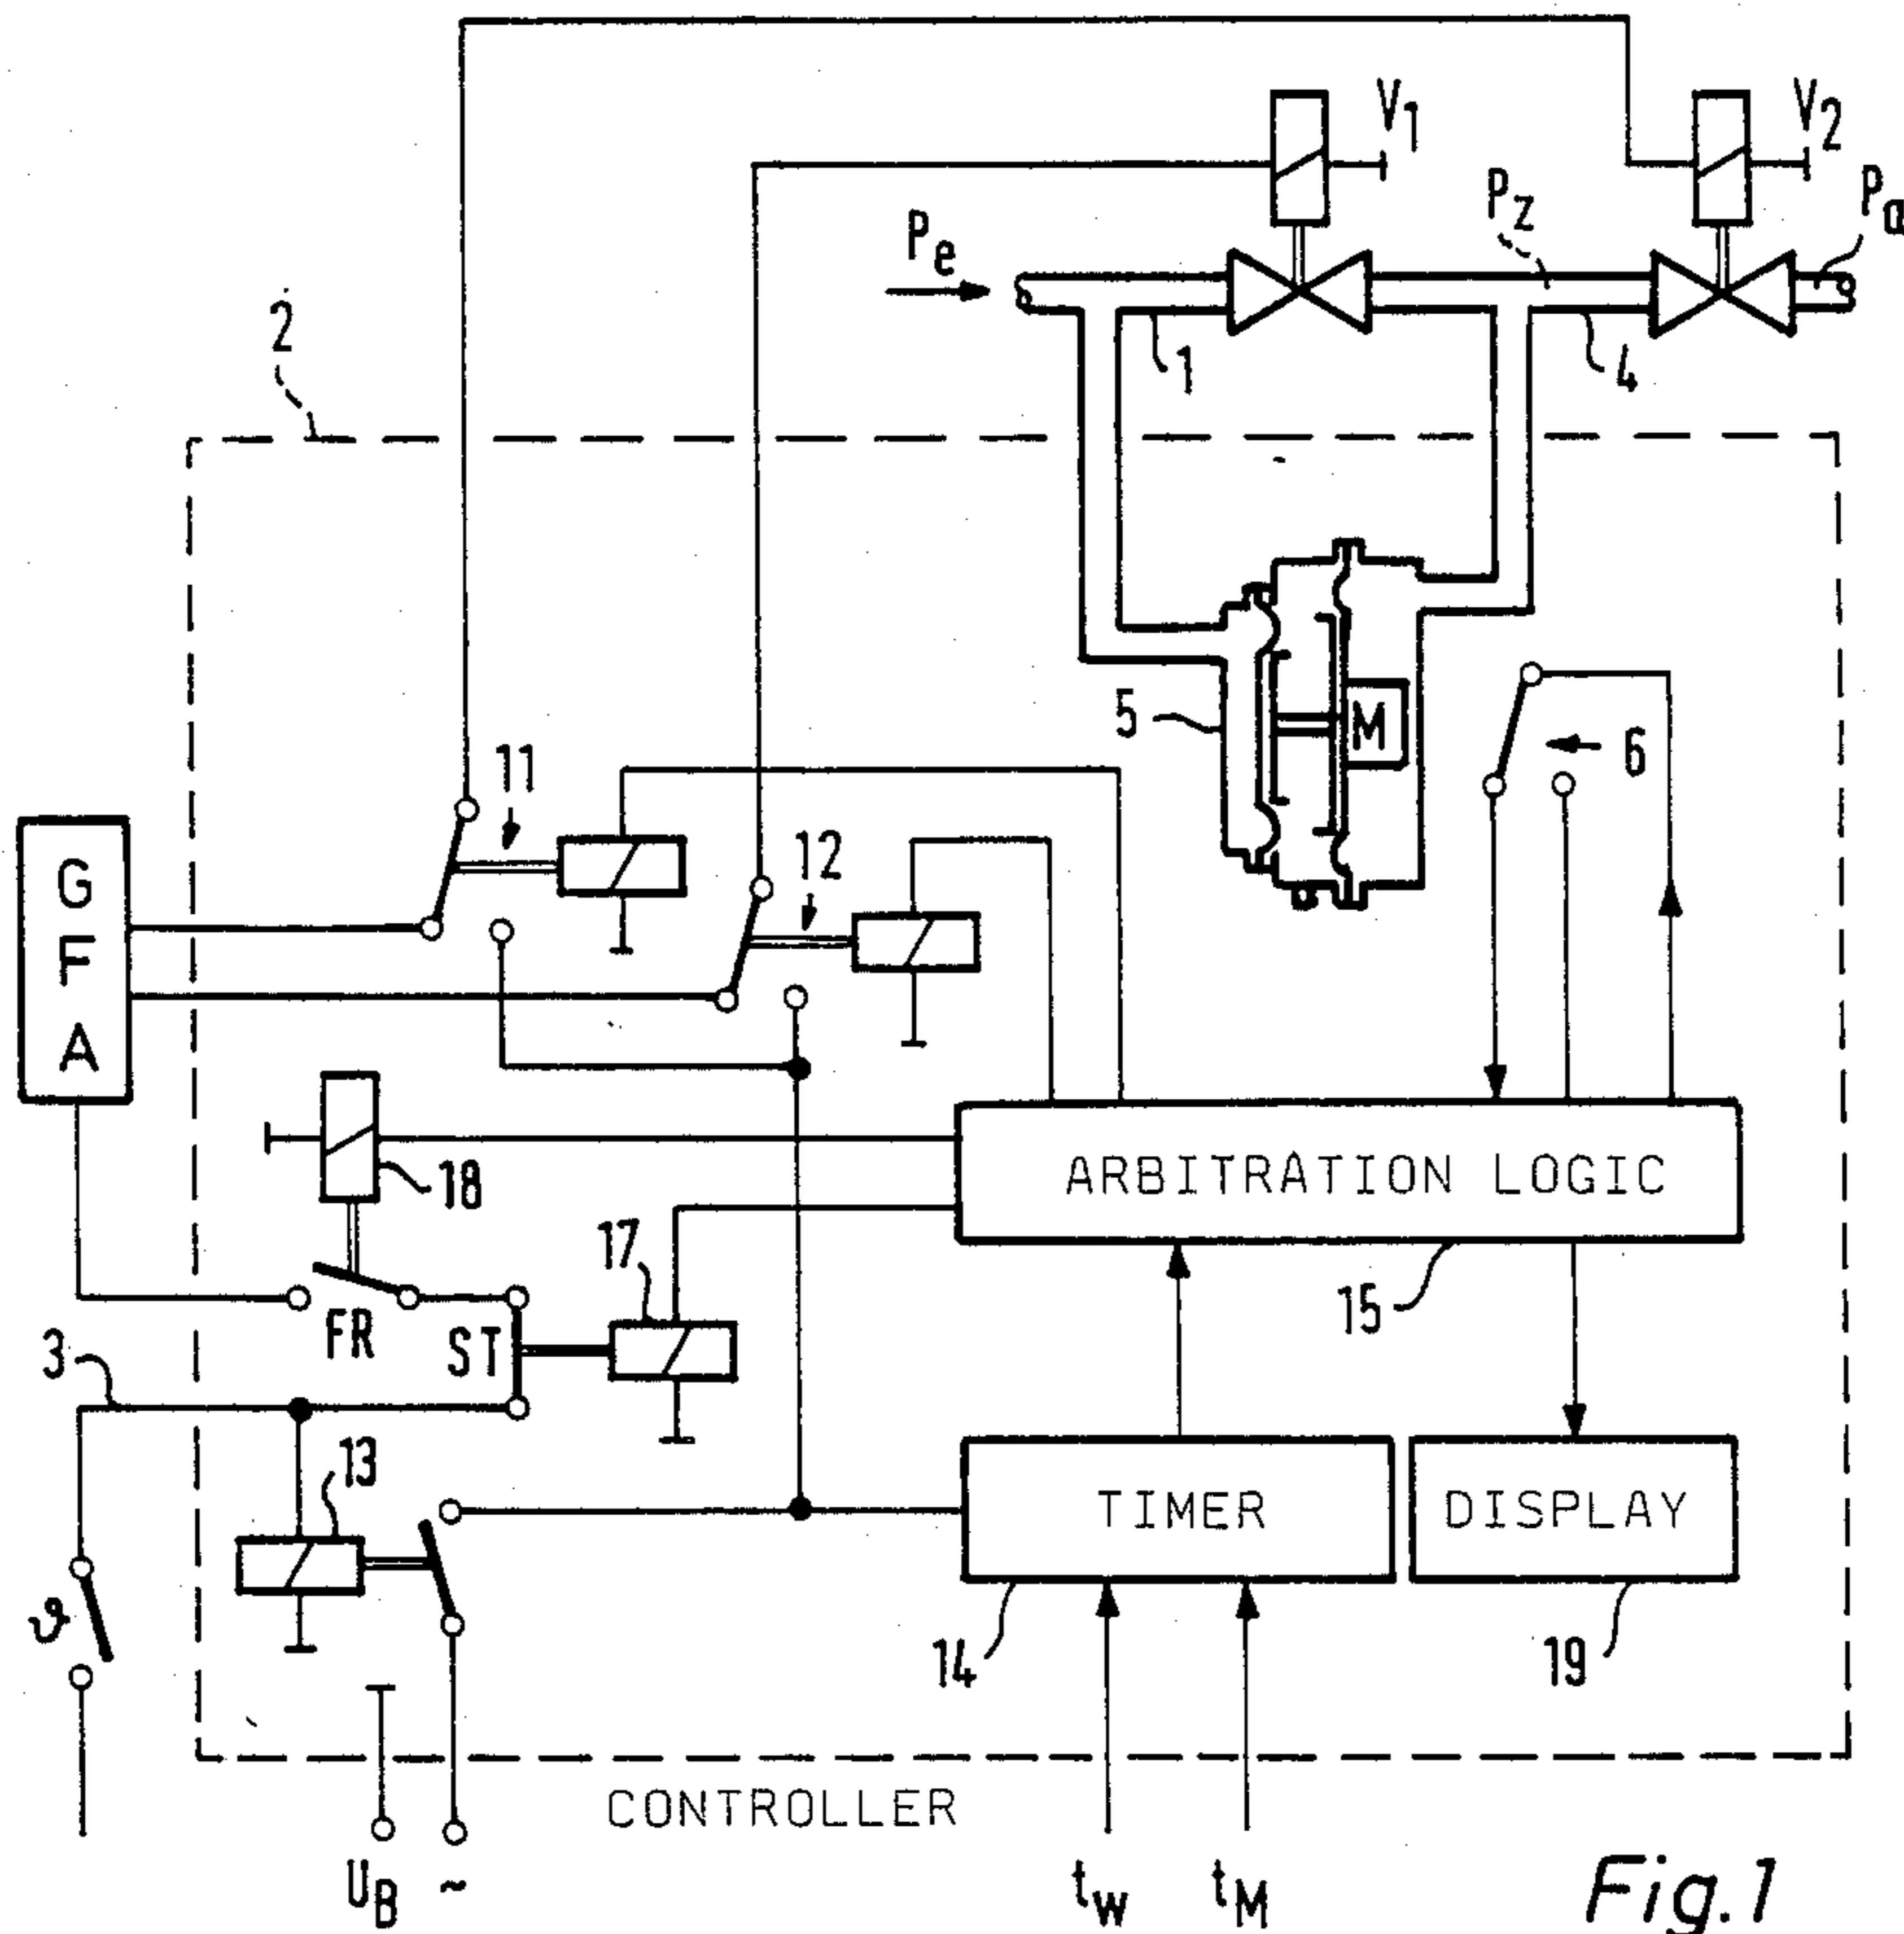 V1
V2
Pe
Pz
Pa
1
4
2
5
M
6
11
12
G
F
A
18
ARBITRATION LOGIC
17
15
FR
ST
3
13
TIMER
DISPLAY
ϑ
14
19
CONTROLLER
UB
~
tw
tM
Fig.1